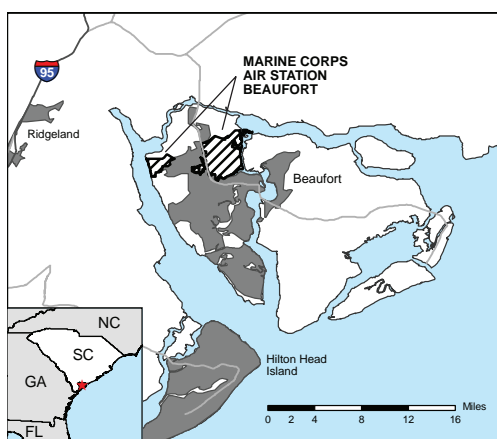 MARINE CORPS
AIR STATION
BEAUFORT
95
Ridgeland
Beaufort
NC
SC
GA
FL
Hilton Head
Island
Miles
0 2 4 8 12 16